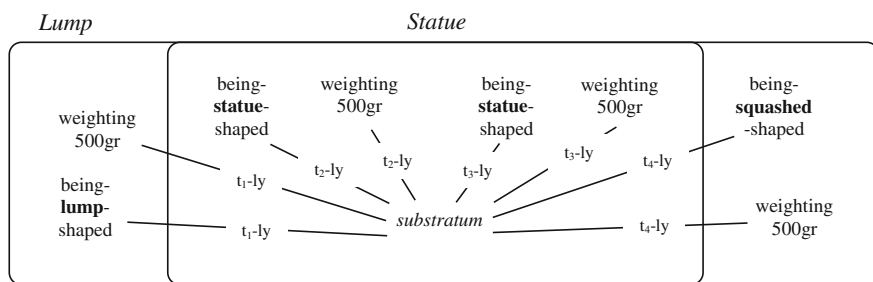 Lump
Statue
being-
statue-
shaped
weighting
500gr
being-
statue-
shaped
weighting
500gr
being-
squashed
-shaped
weighting
500gr
t₂-ly
t₂-ly
t₃-ly
t₃-ly
t₄-ly
t₁-ly
being-
lump-
shaped
t₁-ly
substratum
t₄-ly
weighting
500gr